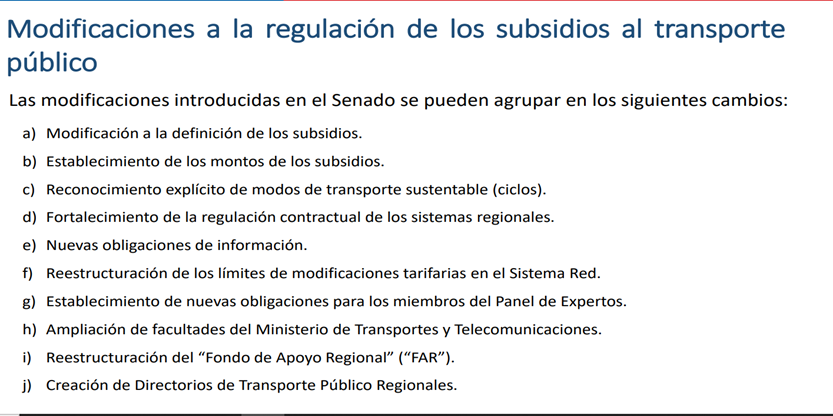 Modificaciones a la regulación de los subsidios al transporte
público
Las modificaciones introducidas en el Senado se pueden agrupar en los siguientes cambios:
a) Modificación a la definición de los subsidios.
b) Establecimiento de los montos de los subsidios.
c) Reconocimiento explícito de modos de transporte sustentable (ciclos).
d) Fortalecimiento de la regulación contractual de los sistemas regionales.
e) Nuevas obligaciones de información.
f) Reestructuración de los límites de modificaciones tarifarias en el Sistema Red.
g) Establecimiento de nuevas obligaciones para los miembros del Panel de Expertos.
h) Ampliación de facultades del Ministerio de Transportes y Telecomunicaciones.
i) Reestructuración del “Fondo de Apoyo Regional” (“FAR”).
j) Creación de Directorios de Transporte Público Regionales.